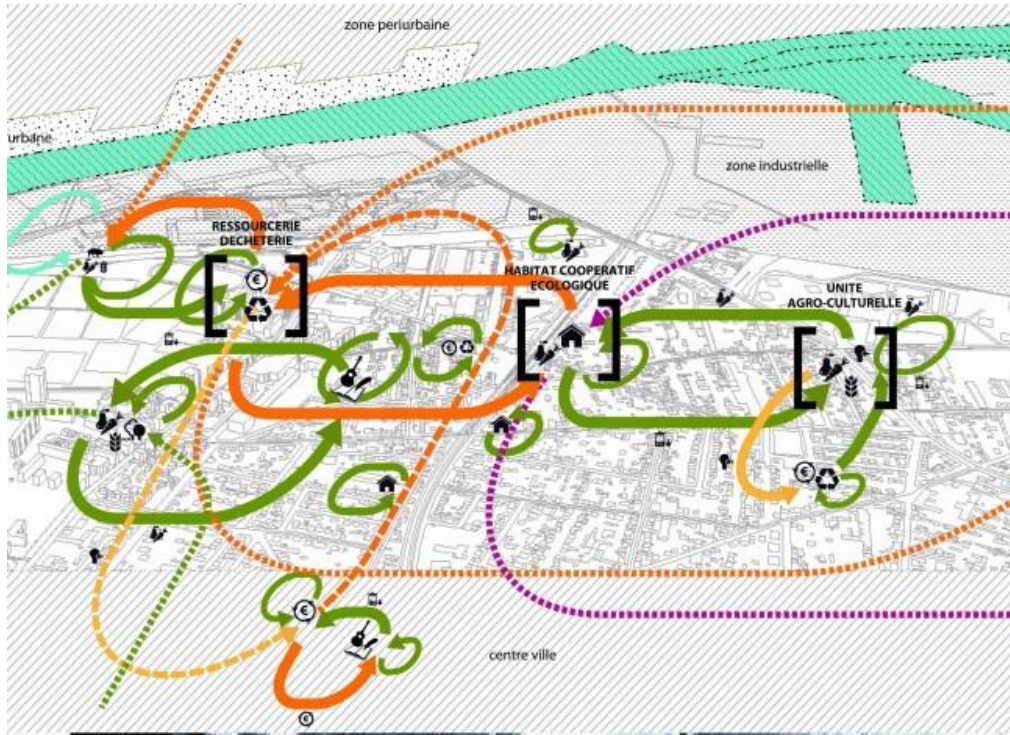 zone periurbaine
urbaine
zone industrielle
RESSOURCERIE
DECHETERIE
HABITAT COOPERATIF
ECOLOGIQUE
UNITE
AGRO-CULTURELLE
€
€
€
€
€
centre ville